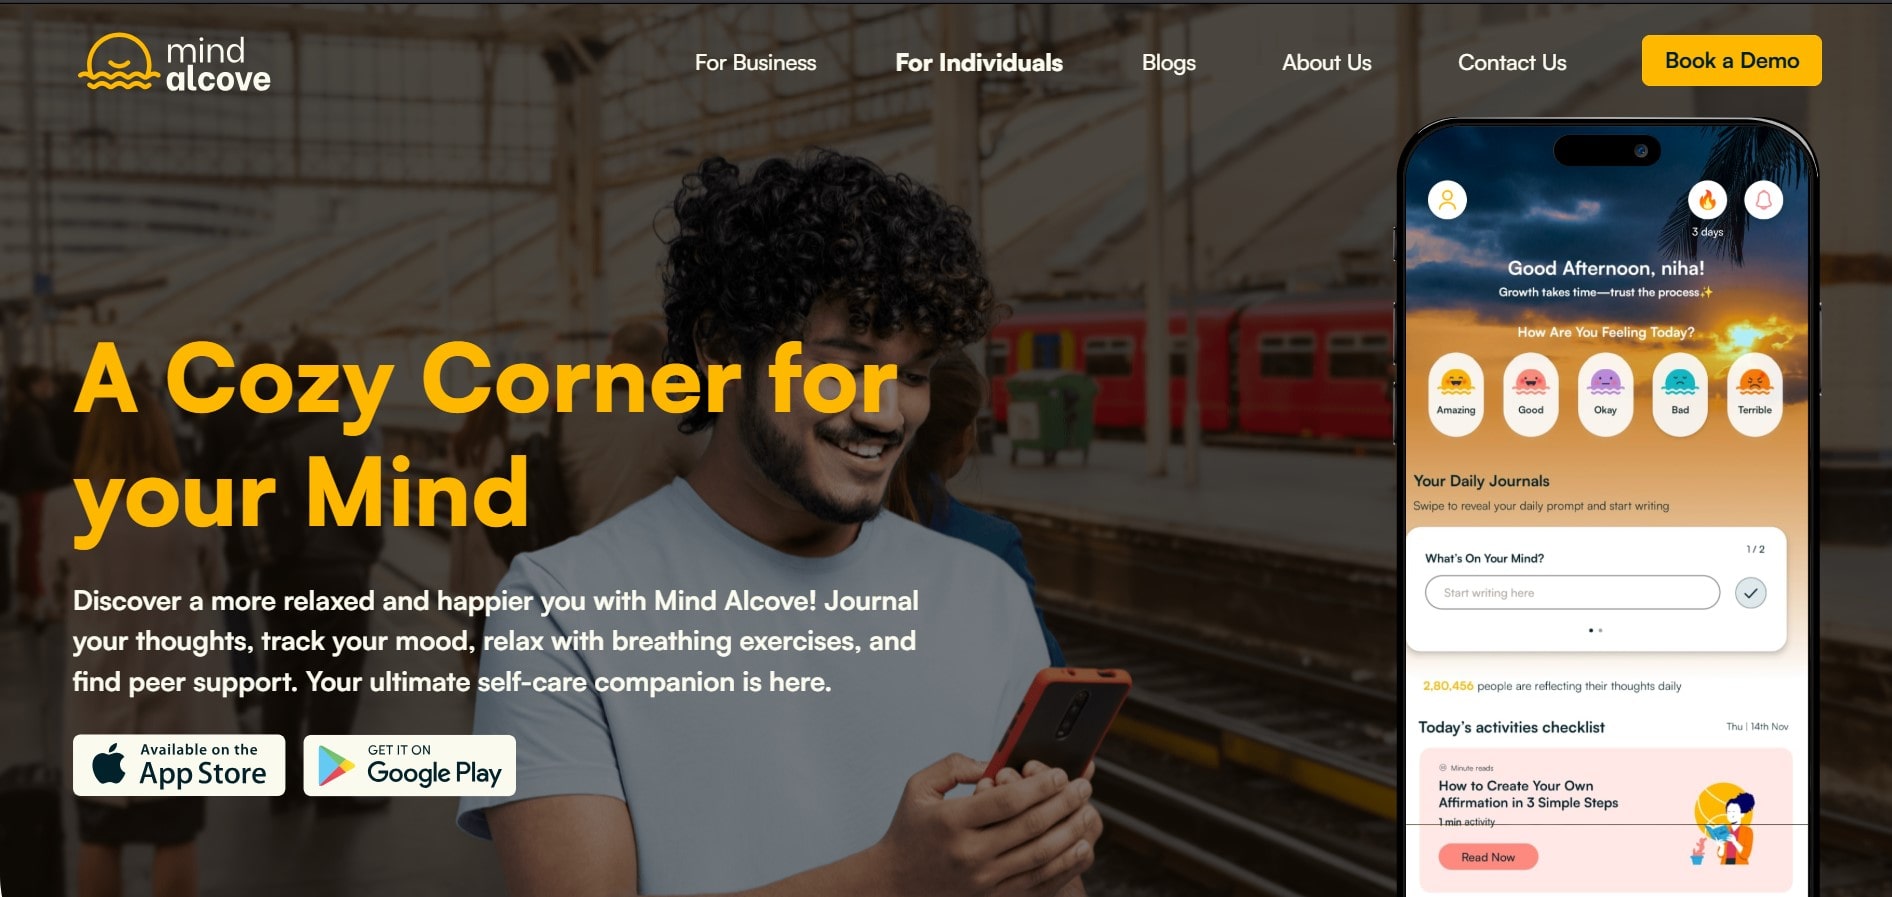 mind
alcove
For Business
For Individuals
Blogs
About Us
Contact Us
Book a Demo
A Cozy Corner for
your Mind
Discover a more relaxed and happier you with Mind Alcove! Journal
your thoughts, track your mood, relax with breathing exercises, and
find peer support. Your ultimate self-care companion is here.
Available on the
App Store
GET IT ON
Google Play
3 days
Good Afternoon, niha!
Growth takes time—trust the process✨
How Are You Feeling Today?
Amazing
Good
Okay
Bad
Terrible
Your Daily Journals
Swipe to reveal your daily prompt and start writing
What's On Your Mind?
1 / 2
Start writing here
2,80,456 people are reflecting their thoughts daily
Today's activities checklist
Thu | 14th Nov
Minute reads
How to Create Your Own
Affirmation in 3 Simple Steps
1 min activity
Read Now